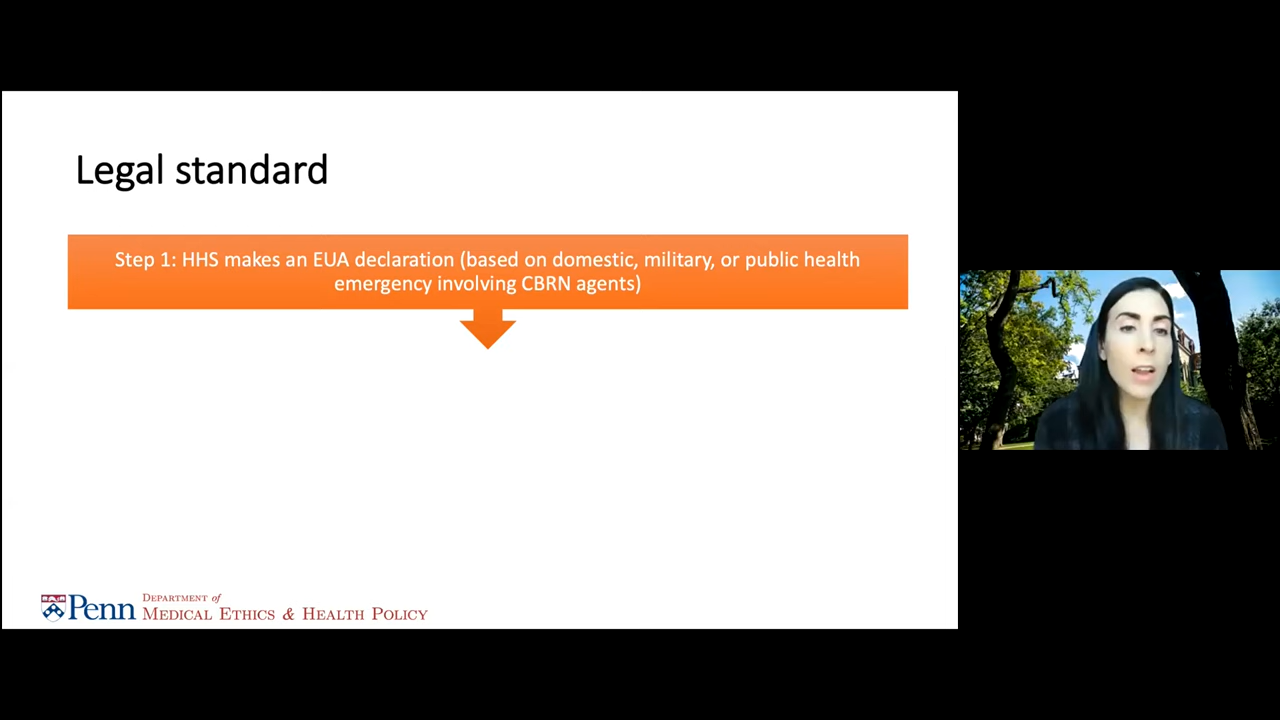 Legal standard
Step 1: HHS makes an EUA declaration (based on domestic, military, or public health
emergency involving CBRN agents)
Penn
Department of
Medical Ethics & Health Policy